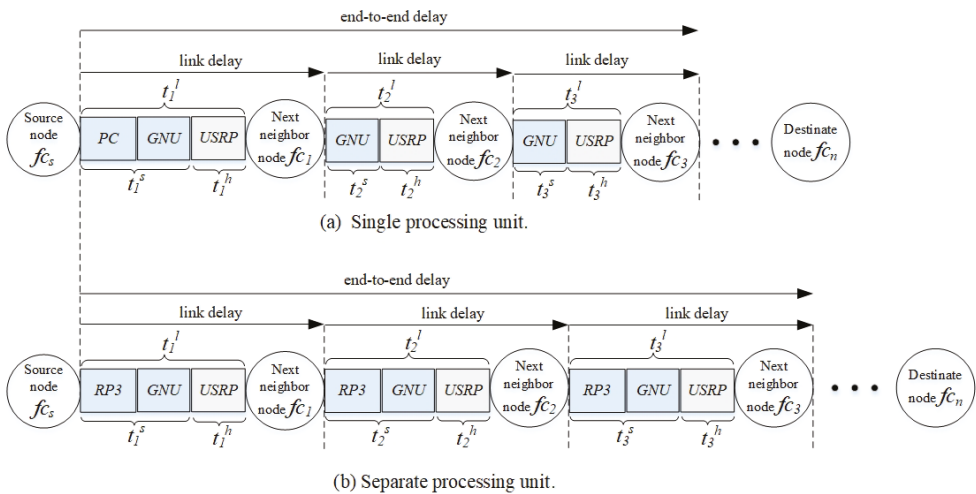 end-to-end delay
link delay link delay link delay
t₁ˡ t₂ˡ t₃ˡ
Source node fcₛ PC GNU USRP Next neighbor node fc₁ GNU USRP Next neighbor node fc₂ GNU USRP Next neighbor node fc₃ • • • Destinate node fcₙ
t₁ˢ t₁ʰ t₂ˢ t₂ʰ t₃ˢ t₃ʰ
(a) Single processing unit.
end-to-end delay
link delay link delay link delay
t₁ˡ t₂ˡ t₃ˡ
Source node fcₛ RP3 GNU USRP Next neighbor node fc₁ RP3 GNU USRP Next neighbor node fc₂ RP3 GNU USRP Next neighbor node fc₃ • • • Destinate node fcₙ
t₁ˢ t₁ʰ t₂ˢ t₂ʰ t₃ˢ t₃ʰ
(b) Separate processing unit.